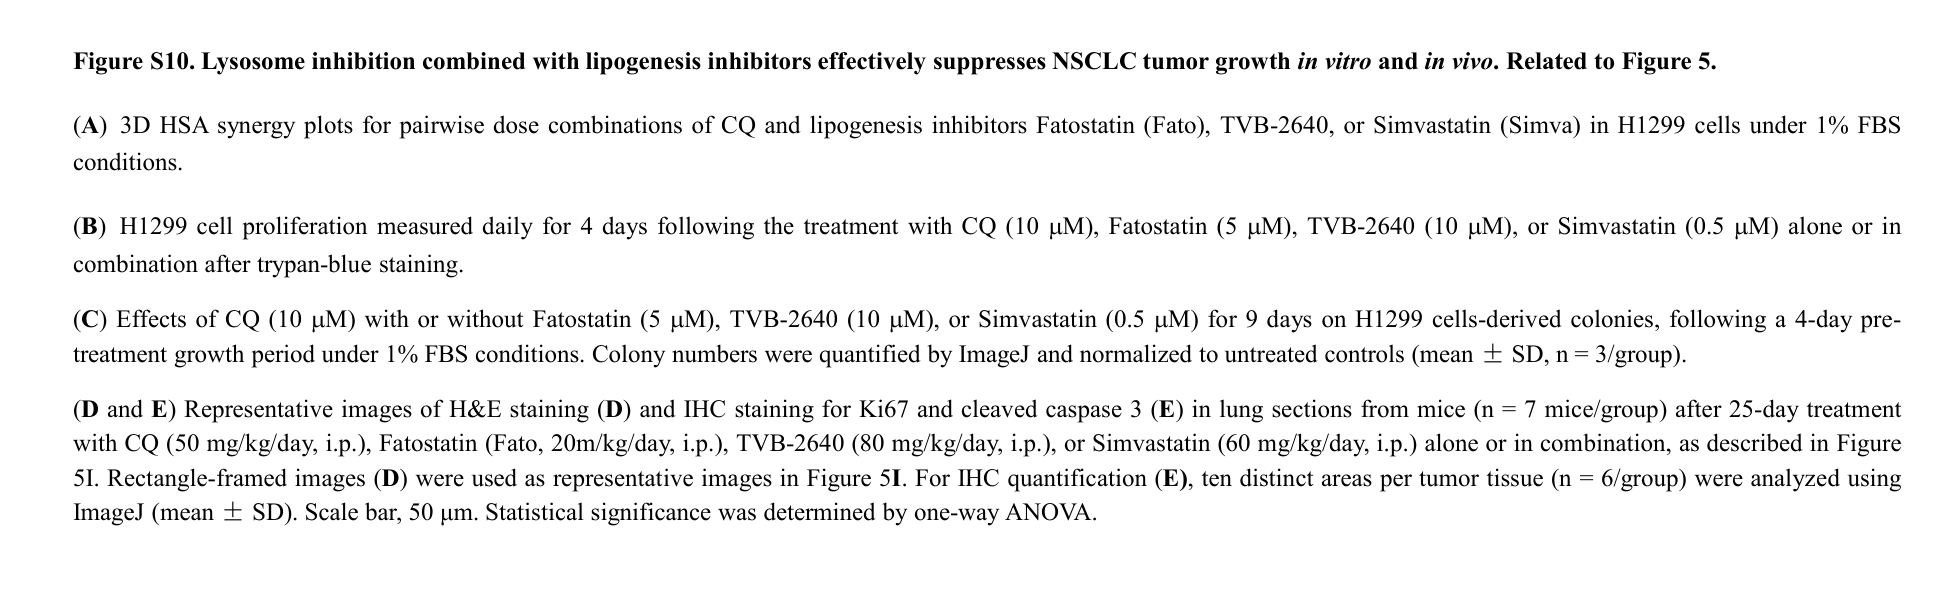 Figure S10. Lysosome inhibition combined with lipogenesis inhibitors effectively suppresses NSCLC tumor growth in vitro and in vivo. Related to Figure 5.
(A) 3D HSA synergy plots for pairwise dose combinations of CQ and lipogenesis inhibitors Fatostatin (Fato), TVB-2640, or Simvastatin (Simva) in H1299 cells under 1% FBS
conditions.
(B) H1299 cell proliferation measured daily for 4 days following the treatment with CQ (10 μM), Fatostatin (5 μM), TVB-2640 (10 μM), or Simvastatin (0.5 μM) alone or in
combination after trypan-blue staining.
(C) Effects of CQ (10 μM) with or without Fatostatin (5 μM), TVB-2640 (10 μM), or Simvastatin (0.5 μM) for 9 days on H1299 cells-derived colonies, following a 4-day pre-
treatment growth period under 1% FBS conditions. Colony numbers were quantified by ImageJ and normalized to untreated controls (mean ± SD, n = 3/group).
(D and E) Representative images of H&E staining (D) and IHC staining for Ki67 and cleaved caspase 3 (E) in lung sections from mice (n = 7 mice/group) after 25-day treatment
with CQ (50 mg/kg/day, i.p.), Fatostatin (Fato, 20m/kg/day, i.p.), TVB-2640 (80 mg/kg/day, i.p.), or Simvastatin (60 mg/kg/day, i.p.) alone or in combination, as described in Figure
5I. Rectangle-framed images (D) were used as representative images in Figure 5I. For IHC quantification (E), ten distinct areas per tumor tissue (n = 6/group) were analyzed using
ImageJ (mean ± SD). Scale bar, 50 μm. Statistical significance was determined by one-way ANOVA.